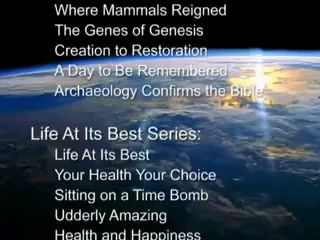 Where Mammals Reigned
The Genes of Genesis
Creation to Restoration
A Day to Be Remembered
Archaeology Confirms the Bible
Life At Its Best Series:
Life At Its Best
Your Health Your Choice
Sitting on a Time Bomb
Udderly Amazing
Health and Happiness